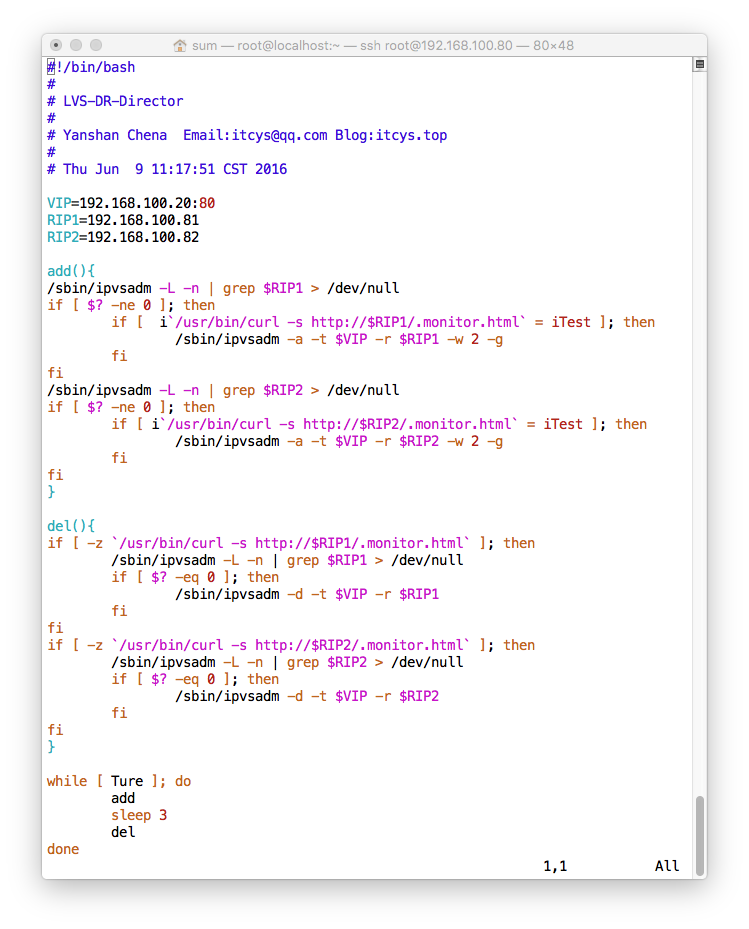 sum — root@localhost:~ — ssh root@192.168.100.80 — 80×48
#!/bin/bash
#
# LVS-DR-Director
#
# Yanshan Chena  Email:itcys@qq.com Blog:itcys.top
#
# Thu Jun  9 11:17:51 CST 2016

VIP=192.168.100.20:80
RIP1=192.168.100.81
RIP2=192.168.100.82

add(){
/sbin/ipvsadm -L -n | grep $RIP1 > /dev/null
if [ $? -ne 0 ]; then
        if [  i`/usr/bin/curl -s http://$RIP1/.monitor.html` = iTest ]; then
                /sbin/ipvsadm -a -t $VIP -r $RIP1 -w 2 -g
        fi
fi
/sbin/ipvsadm -L -n | grep $RIP2 > /dev/null
if [ $? -ne 0 ]; then
        if [ i`/usr/bin/curl -s http://$RIP2/.monitor.html` = iTest ]; then
                /sbin/ipvsadm -a -t $VIP -r $RIP2 -w 2 -g
        fi
fi
}

del(){
if [ -z `/usr/bin/curl -s http://$RIP1/.monitor.html` ]; then
        /sbin/ipvsadm -L -n | grep $RIP1 > /dev/null
        if [ $? -eq 0 ]; then
                /sbin/ipvsadm -d -t $VIP -r $RIP1
        fi
fi
if [ -z `/usr/bin/curl -s http://$RIP2/.monitor.html` ]; then
        /sbin/ipvsadm -L -n | grep $RIP2 > /dev/null
        if [ $? -eq 0 ]; then
                /sbin/ipvsadm -d -t $VIP -r $RIP2
        fi
fi
}

while [ Ture ]; do
        add
        sleep 3
        del
done
1,1           All